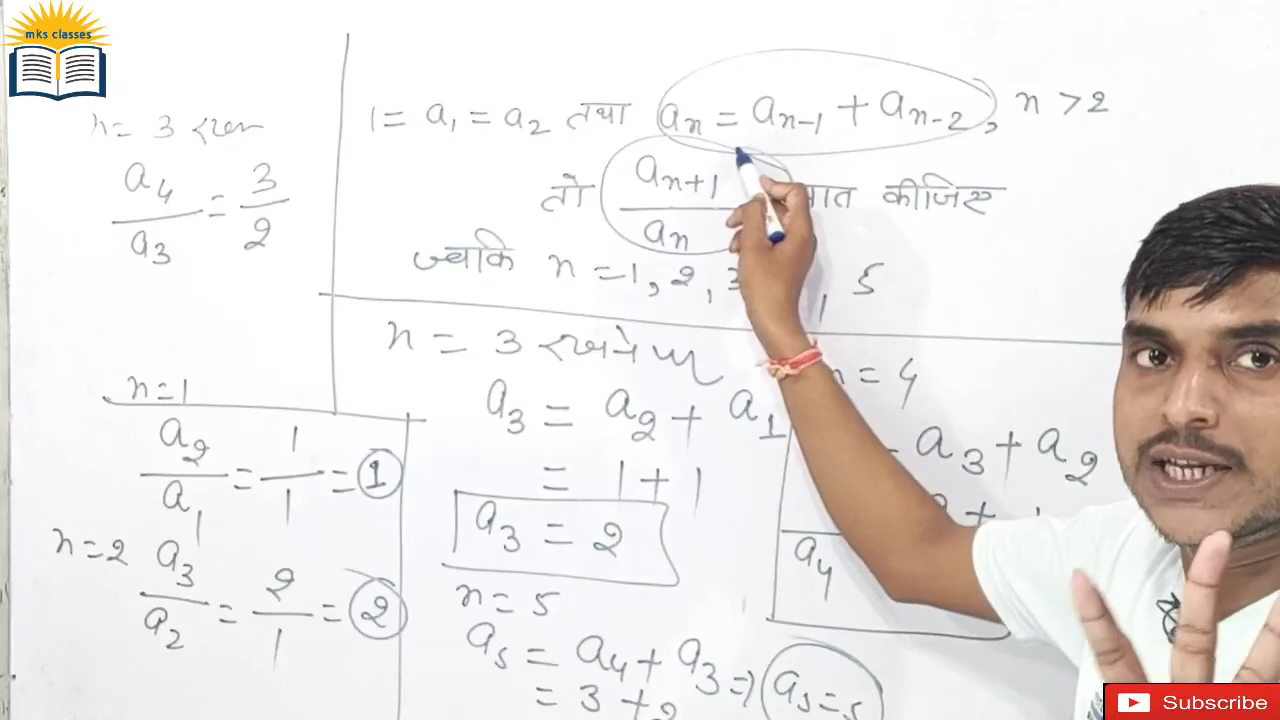 mks classes
1 = a₁ = a₂ तथा aₙ = aₙ₋₁ + aₙ₋₂, n > 2
तो aₙ₊₁/aₙ कीजिए
n = 1, 2, 3, 5
n = 3
a₄/a₃ = 3/2
n = 1
a₂/a₁ = 1/1 = 1
n = 2 a₃/a₂ = 2/1 = 2
n = 3 रखने पर
a₃ = a₂ + a₁
= 1 + 1
a₃ = 2
n = 5
a₅ = a₄ + a₃ ⇒ a₅ = 5
= 3 + 2
= 4
a₃ + a₂
a₄
Subscribe